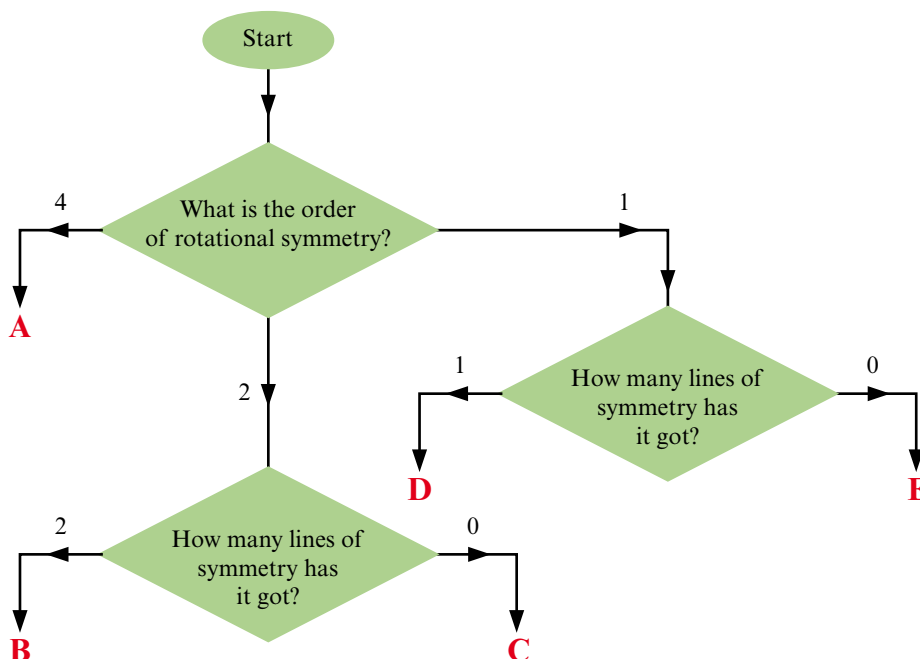 Start
What is the order
of rotational symmetry?
4
1
A
2
How many lines of
symmetry has
it got?
1
0
D
E
How many lines of
symmetry has
it got?
2
0
B
C